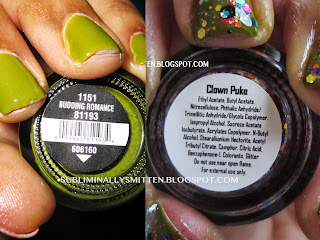 TEN.BLOGSPOT.COM
1151
BUDDING ROMANCE
81193
606160
Clown Puke
Ethyl Acetate, Butyl Acetate,
Nitrocellulose, Phthalic Anhydride/
Trimellitic Anhydride/Glycols Copolymer,
Isopropyl Alcohol, Sucrose Acetate
Isobutyrate, Acrylates Copolymer, N-Butyl
Alcohol, Stearalkonium Hectorite, Acetyl
Tributyl Citrate, Camphor, Citric Acid,
Benzophenone-1, Colorants, Glitter
Do not use near open flame.
For external use only.
SUBLIMINALLYSMITTEN.BLOGSPOT.COM